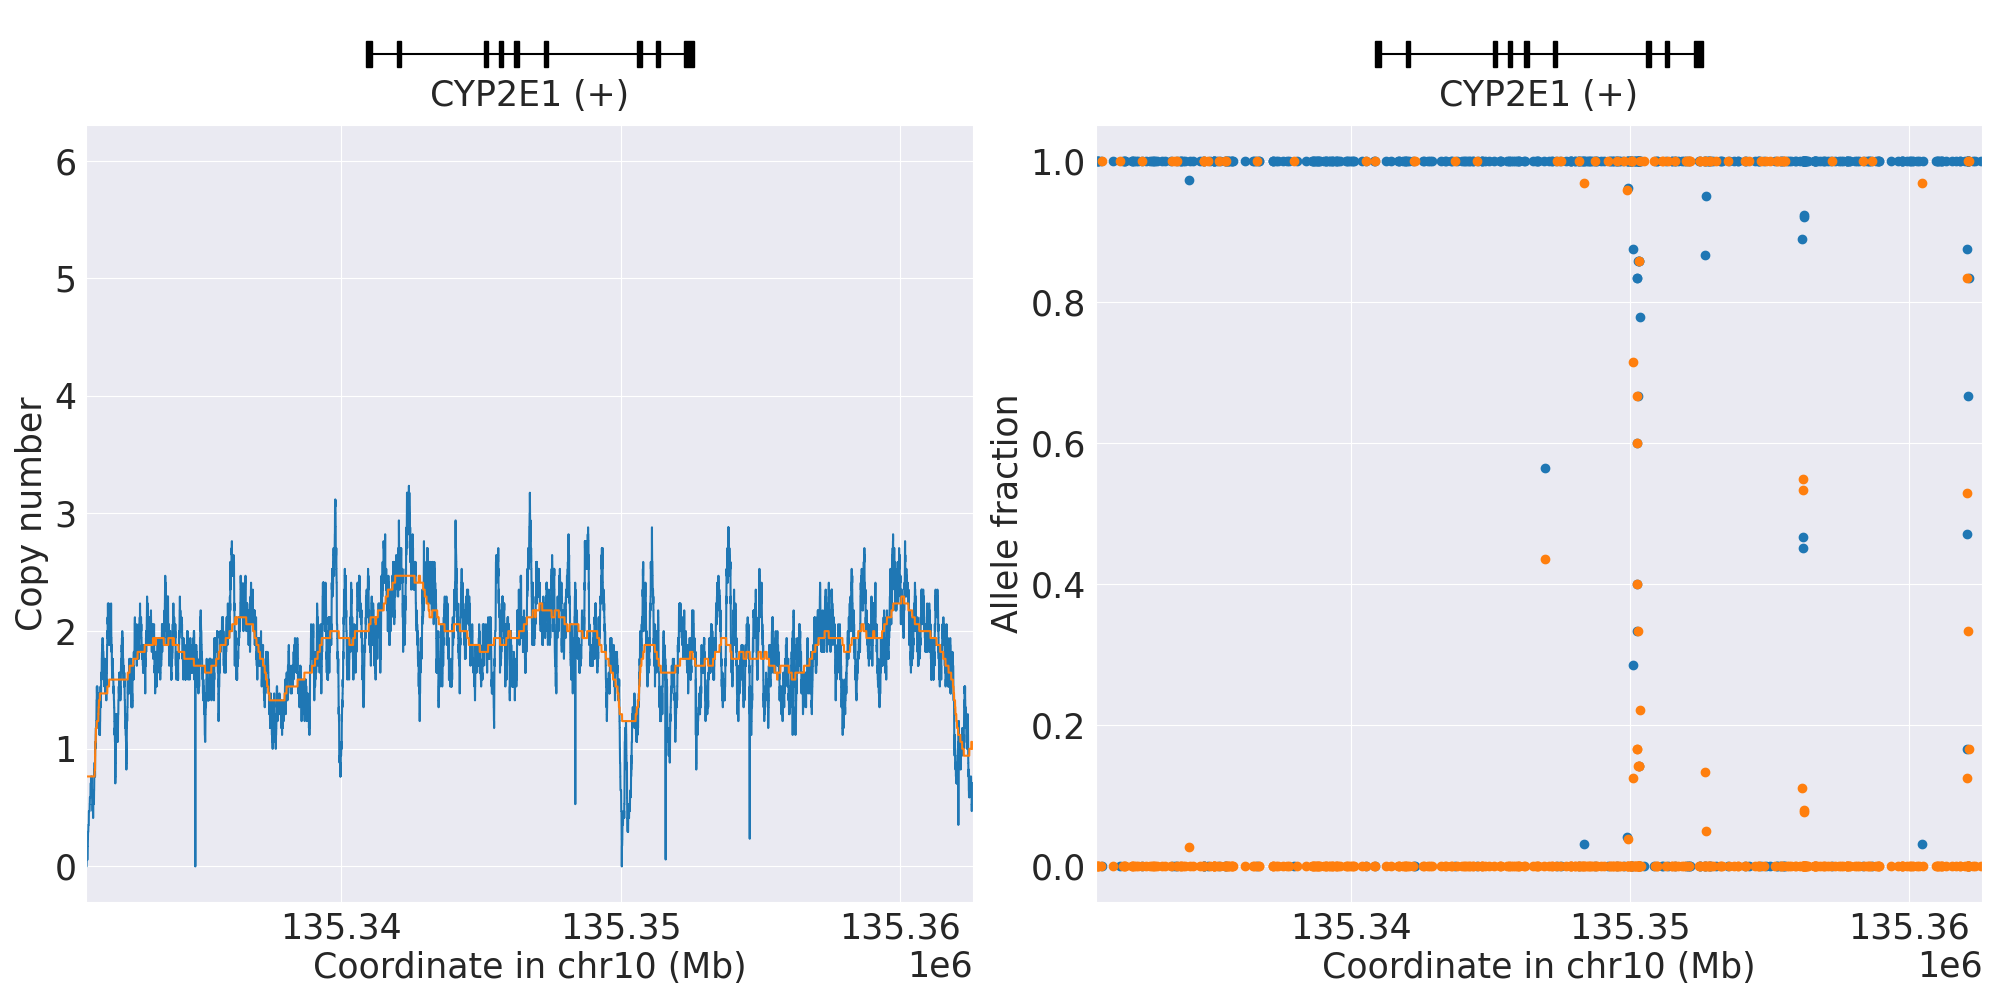 CYP2E1 (+)
6
5
4
3
2
1
0
Copy number
135.34 135.35 135.36
Coordinate in chr10 (Mb)
1e6
CYP2E1 (+)
1.0
0.8
0.6
0.4
0.2
0.0
Allele fraction
135.34 135.35 135.36
Coordinate in chr10 (Mb)
1e6